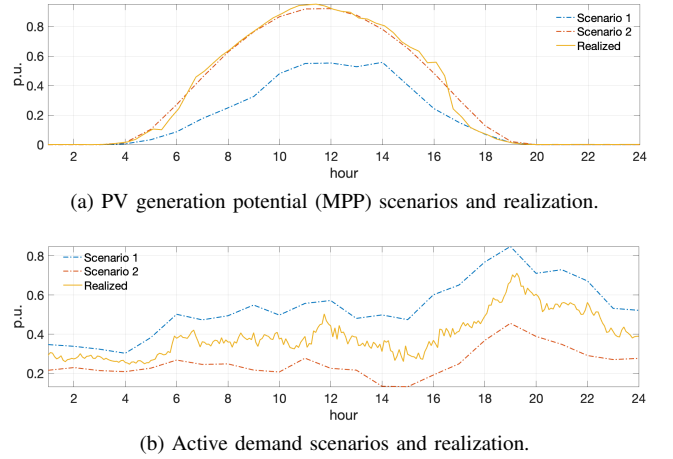 p.u.
0.8
0.6
0.4
0.2
0
Scenario 1
Scenario 2
Realized
2 4 6 8 10 12 14 16 18 20 22 24
hour
(a) PV generation potential (MPP) scenarios and realization.
p.u.
0.8
0.6
0.4
0.2
Scenario 1
Scenario 2
Realized
2 4 6 8 10 12 14 16 18 20 22 24
hour
(b) Active demand scenarios and realization.